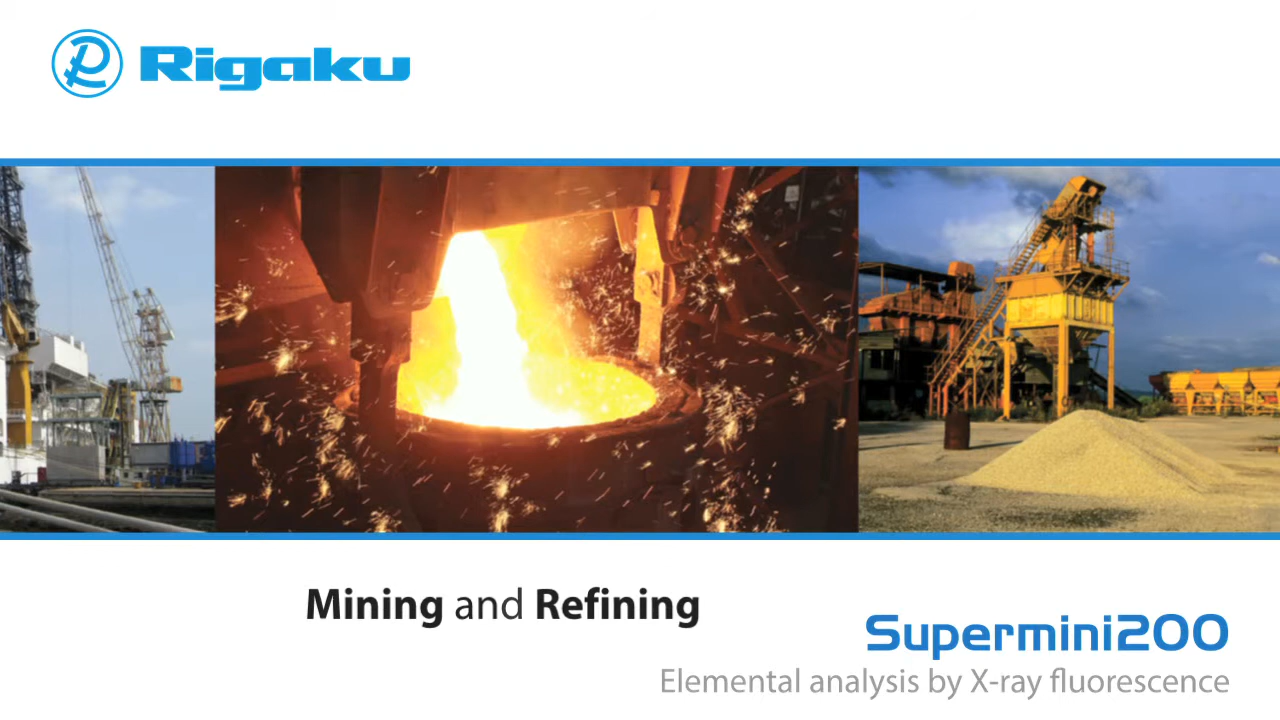 Rigaku
Mining and Refining
Supermini200
Elemental analysis by X-ray fluorescence